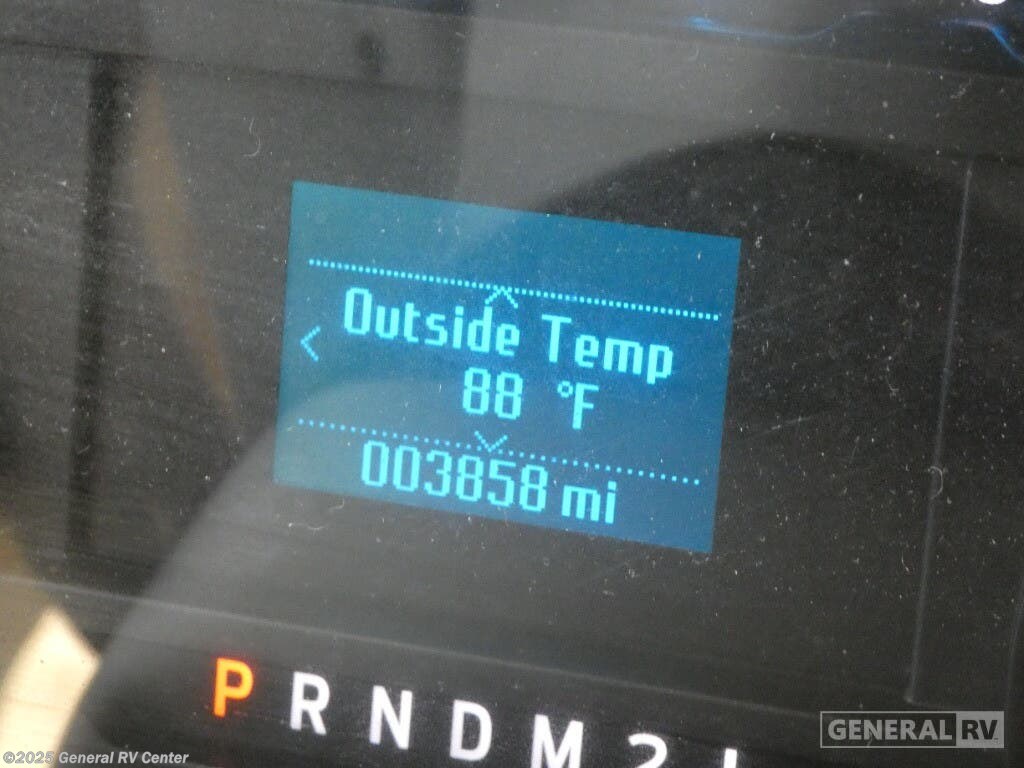 Outside Temp
88 °F
003858 mi
P R N D M 2
GENERAL RV
©2025 General RV Center